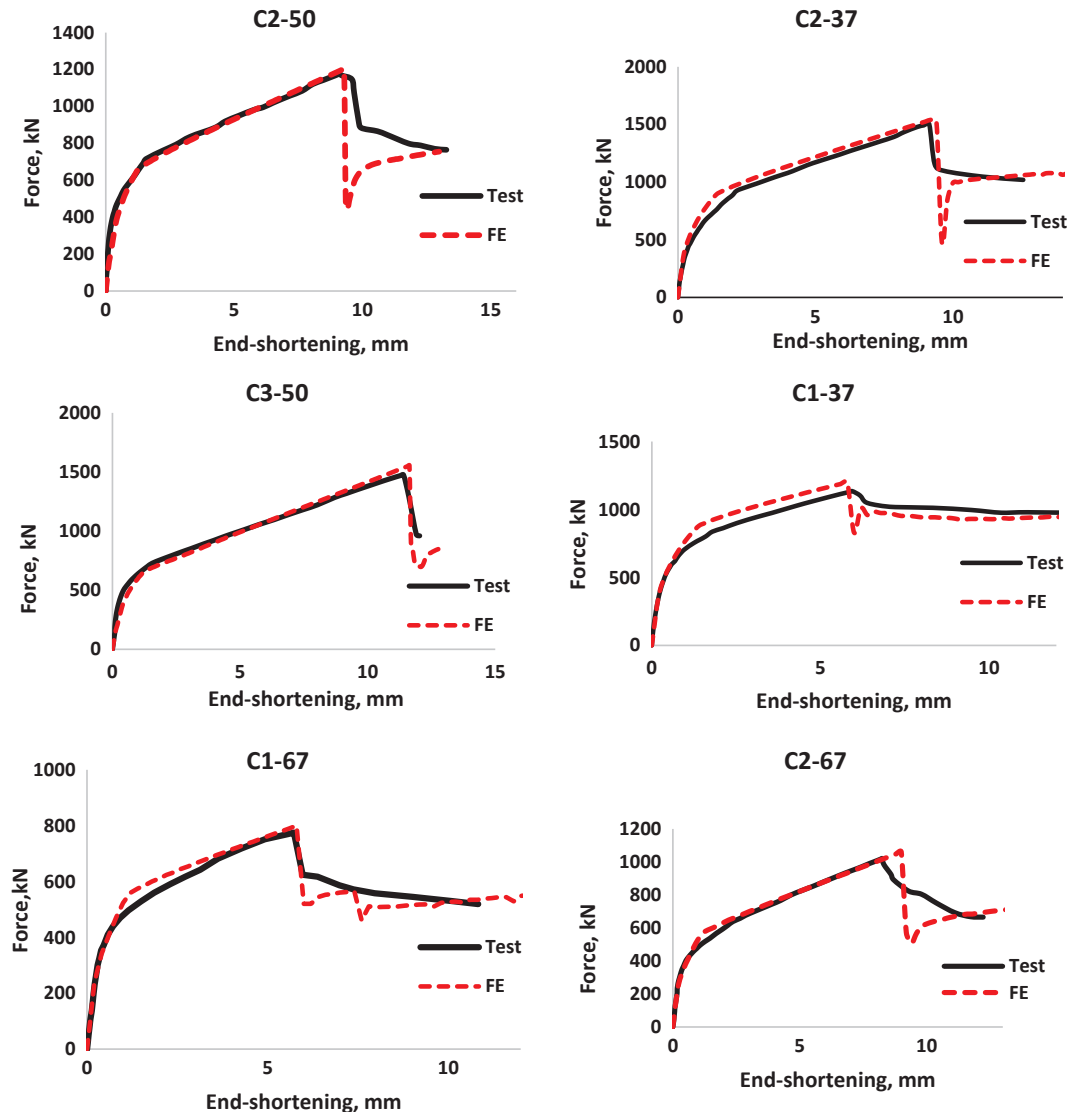 C2-50
1400
1200
1000
800
600
400
200
0
Force, kN
0 5 10 15
End-shortening, mm
Test
FE
C2-37
2000
1500
1000
500
0
Force, kN
0 5 10
End-shortening, mm
Test
FE
C3-50
2000
1500
1000
500
0
Force, kN
0 5 10 15
End-shortening, mm
Test
FE
C1-37
1500
1000
500
0
Force, kN
0 5 10
End-shortening, mm
Test
FE
C1-67
1000
800
600
400
200
0
Force,kN
0 5 10
End-shortening, mm
Test
FE
C2-67
1200
1000
800
600
400
200
0
Force, kN
0 5 10
End-shortening, mm
Test
FE